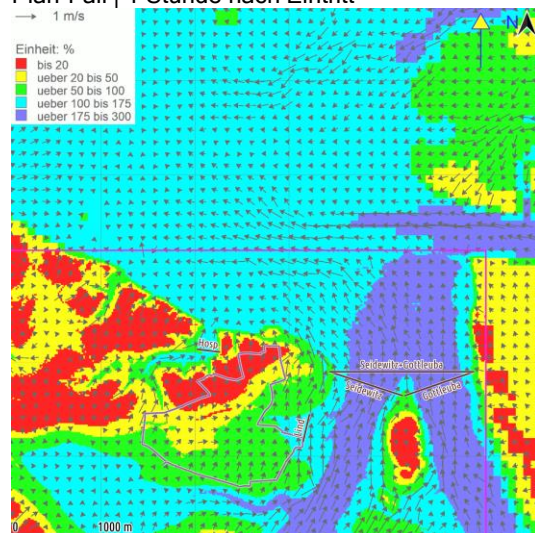 Plan-Fall | 1 Stunde nach Eintritt
1 m/s
N
Einheit: %
bis 20
ueber 20 bis 50
ueber 50 bis 100
ueber 100 bis 175
ueber 175 bis 300
Hosp
Seidewitz+Gottleuba
Seidewitz
Gottleuba
Lind
1000 m